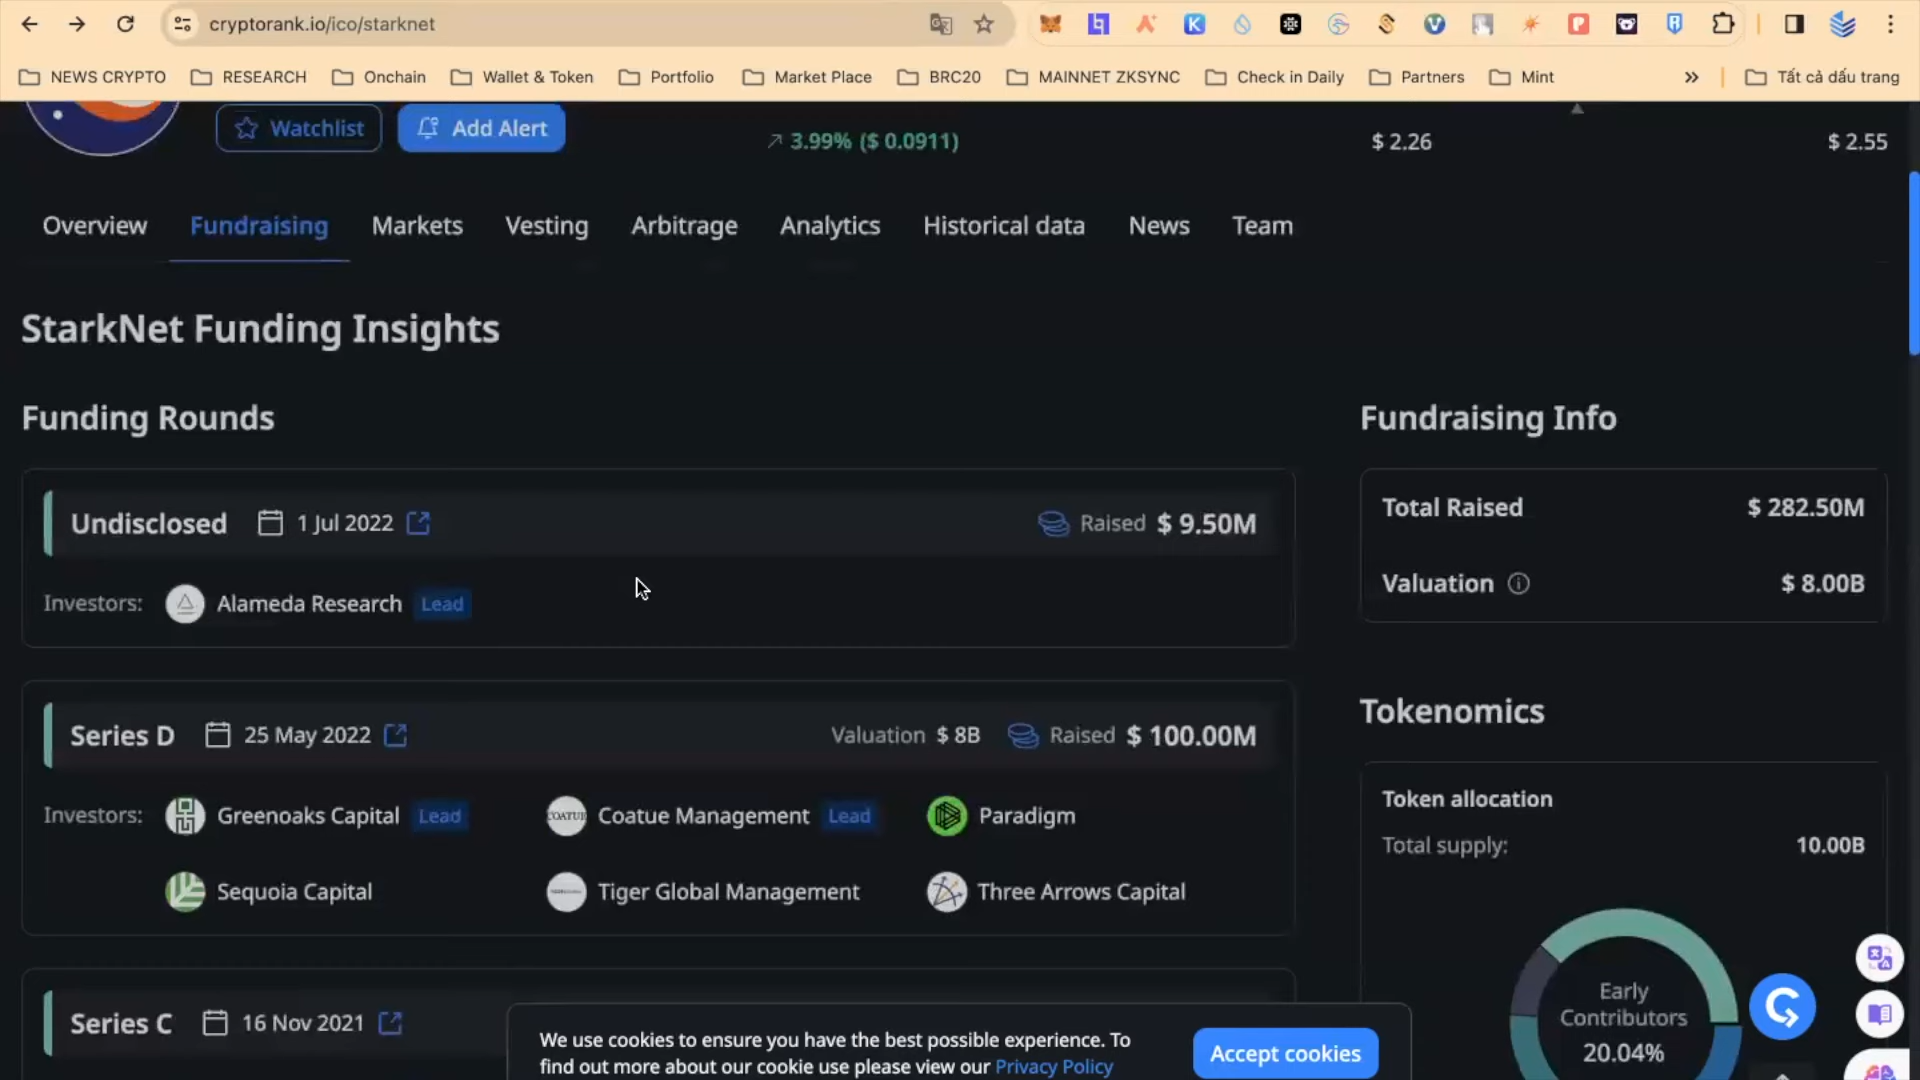 cryptorank.io/ico/starknet
NEWS CRYPTO RESEARCH Onchain Wallet & Token Portfolio Market Place BRC20 MAINNET ZKSYNC Check in Daily Partners Mint » Tất cả dấu trang
Watchlist Add Alert 3.99% ($ 0.0911) $ 2.26 $ 2.55
Overview Fundraising Markets Vesting Arbitrage Analytics Historical data News Team
StarkNet Funding Insights
Funding Rounds
Undisclosed 1 Jul 2022 Raised $ 9.50M
Investors: Alameda Research Lead
Series D 25 May 2022 Valuation $ 8B Raised $ 100.00M
Investors: Greenoaks Capital Lead COATUE Coatue Management Lead Paradigm
Sequoia Capital Tiger Global Management Three Arrows Capital
Series C 16 Nov 2021
Fundraising Info
Total Raised $ 282.50M
Valuation $ 8.00B
Tokenomics
Token allocation
Total supply: 10.00B
Early
Contributors
20.04%
We use cookies to ensure you have the best possible experience. To
find out more about our cookie use please view our Privacy Policy
Accept cookies